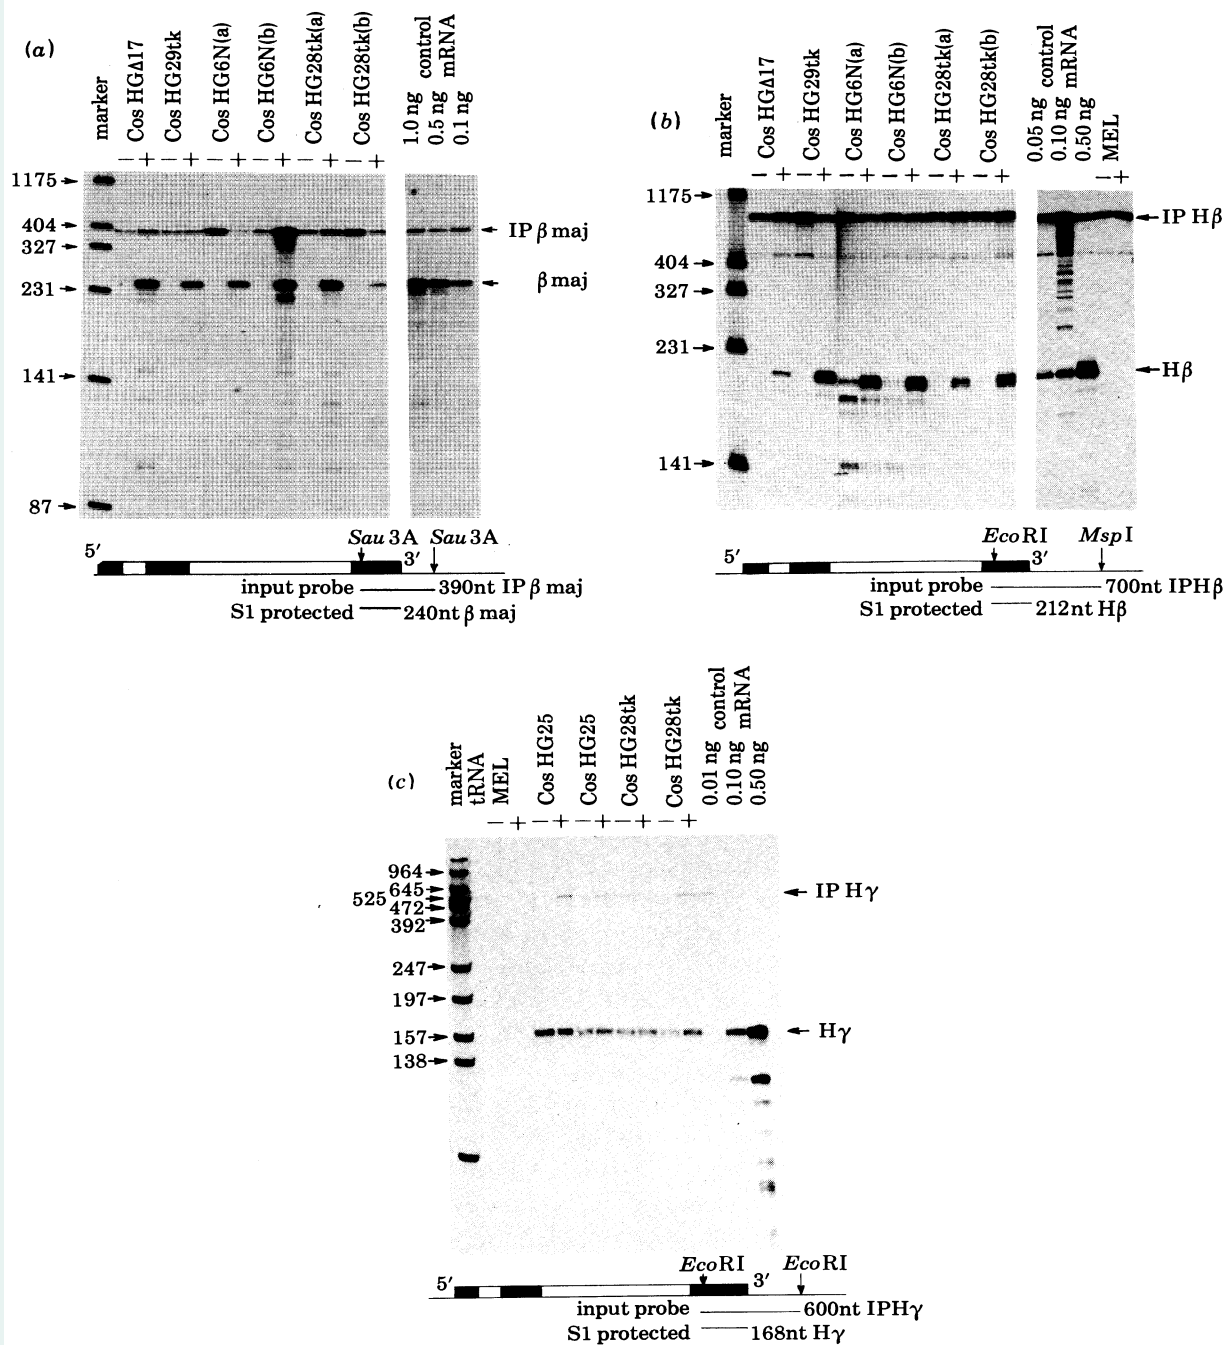 (a)
marker
Cos HGΔ17
Cos HG29tk
Cos HG6N(a)
Cos HG6N(b)
Cos HG28tk(a)
Cos HG28tk(b)
1.0 ng
0.5 ng
0.1 ng
control
mRNA
− + − + − + − + − + − +
1175
404
327
231
141
87
IP β maj
β maj
5′
Sau 3A
Sau 3A
3′
input probe
390nt IP β maj
S1 protected
240nt β maj
(b)
marker
Cos HGΔ17
Cos HG29tk
Cos HG6N(a)
Cos HG6N(b)
Cos HG28tk(a)
Cos HG28tk(b)
0.05 ng
0.10 ng
0.50 ng
control
mRNA
MEL
− + − + − + − + − + − + − +
1175
404
327
231
141
IP Hβ
Hβ
5′
EcoRI
3′
MspI
input probe
700nt IPHβ
S1 protected
212nt Hβ
(c)
marker
tRNA
MEL
Cos HG25
Cos HG25
Cos HG28tk
Cos HG28tk
0.01 ng
0.10 ng
0.50 ng
control
mRNA
− + − + − + − + − +
964
645
525
472
392
247
197
157
138
IP Hγ
Hγ
5′
EcoRI
3′
EcoRI
input probe
600nt IPHγ
S1 protected
168nt Hγ